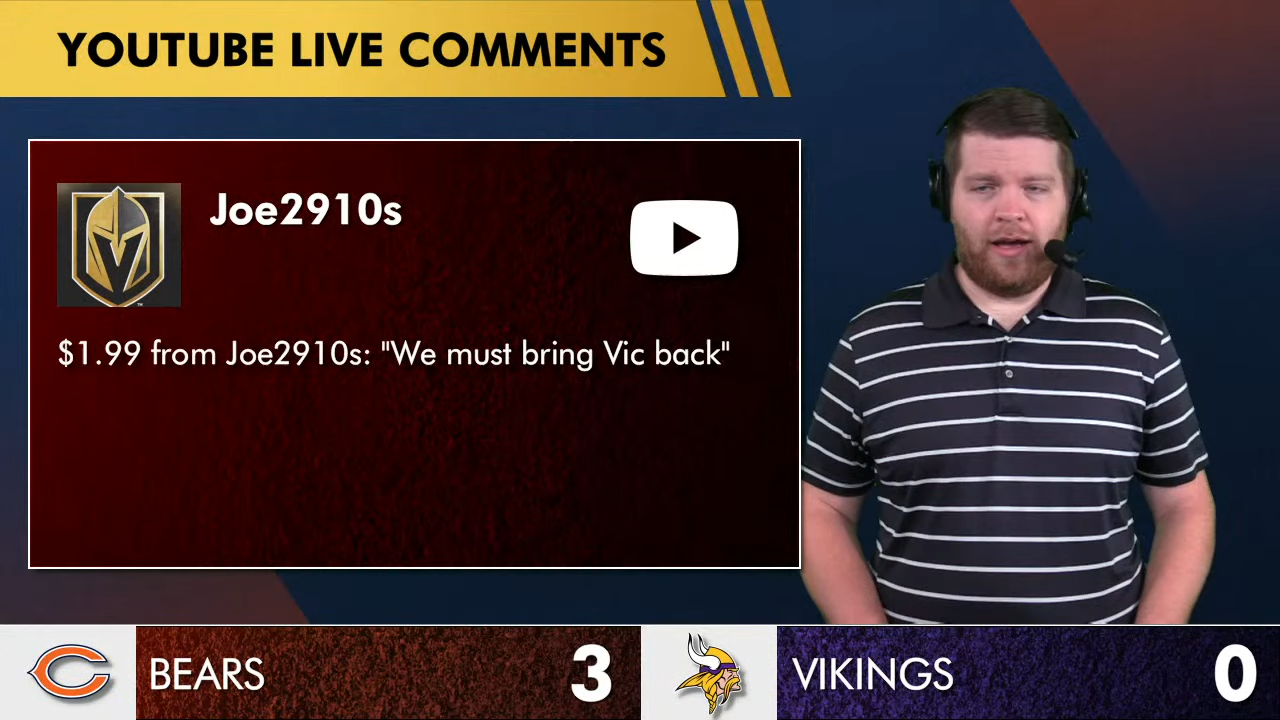 YOUTUBE LIVE COMMENTS
Joe2910s
$1.99 from Joe2910s: "We must bring Vic back"
BEARS 3 VIKINGS 0